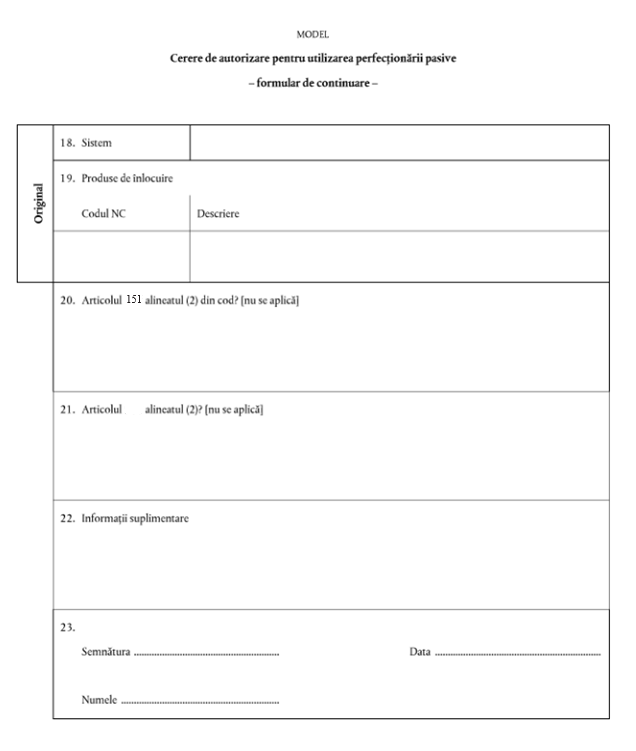 MODEL
Cerere de autorizare pentru utilizarea perfecționării pasive
– formular de continuare –
Original
18. Sistem
19. Produse de înlocuire
Codul NC Descriere
20. Articolul 151 alineatul (2) din cod? [nu se aplică]
21. Articolul alineatul (2)? [nu se aplică]
22. Informații suplimentare
23.
Semnătura ........................................................ Data ................................................................
Numele ............................................................